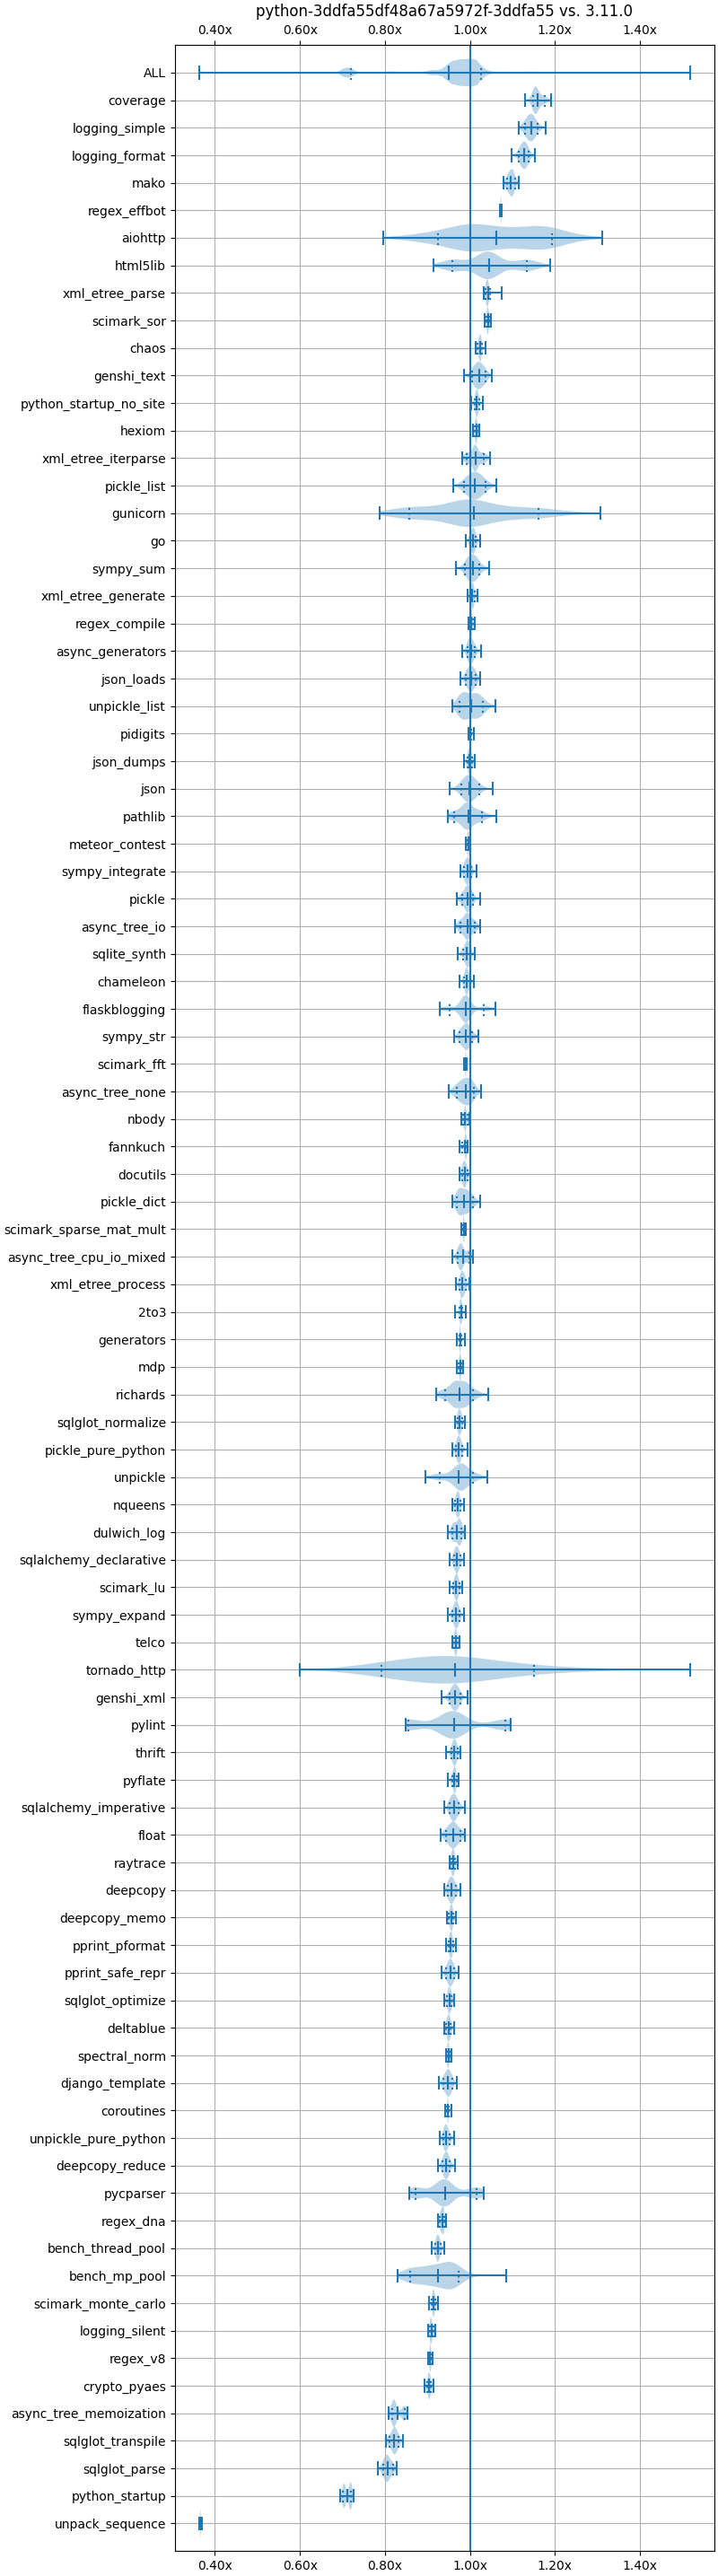 python-3ddfa55df48a67a5972f-3ddfa55 vs. 3.11.0
0.40x 0.60x 0.80x 1.00x 1.20x 1.40x
ALL
coverage
logging_simple
logging_format
mako
regex_effbot
aiohttp
html5lib
xml_etree_parse
scimark_sor
chaos
genshi_text
python_startup_no_site
hexiom
xml_etree_iterparse
pickle_list
gunicorn
go
sympy_sum
xml_etree_generate
regex_compile
async_generators
json_loads
unpickle_list
pidigits
json_dumps
json
pathlib
meteor_contest
sympy_integrate
pickle
async_tree_io
sqlite_synth
chameleon
flaskblogging
sympy_str
scimark_fft
async_tree_none
nbody
fannkuch
docutils
pickle_dict
scimark_sparse_mat_mult
async_tree_cpu_io_mixed
xml_etree_process
2to3
generators
mdp
richards
sqlglot_normalize
pickle_pure_python
unpickle
nqueens
dulwich_log
sqlalchemy_declarative
scimark_lu
sympy_expand
telco
tornado_http
genshi_xml
pylint
thrift
pyflate
sqlalchemy_imperative
float
raytrace
deepcopy
deepcopy_memo
pprint_pformat
pprint_safe_repr
sqlglot_optimize
deltablue
spectral_norm
django_template
coroutines
unpickle_pure_python
deepcopy_reduce
pycparser
regex_dna
bench_thread_pool
bench_mp_pool
scimark_monte_carlo
logging_silent
regex_v8
crypto_pyaes
async_tree_memoization
sqlglot_transpile
sqlglot_parse
python_startup
unpack_sequence
0.40x 0.60x 0.80x 1.00x 1.20x 1.40x